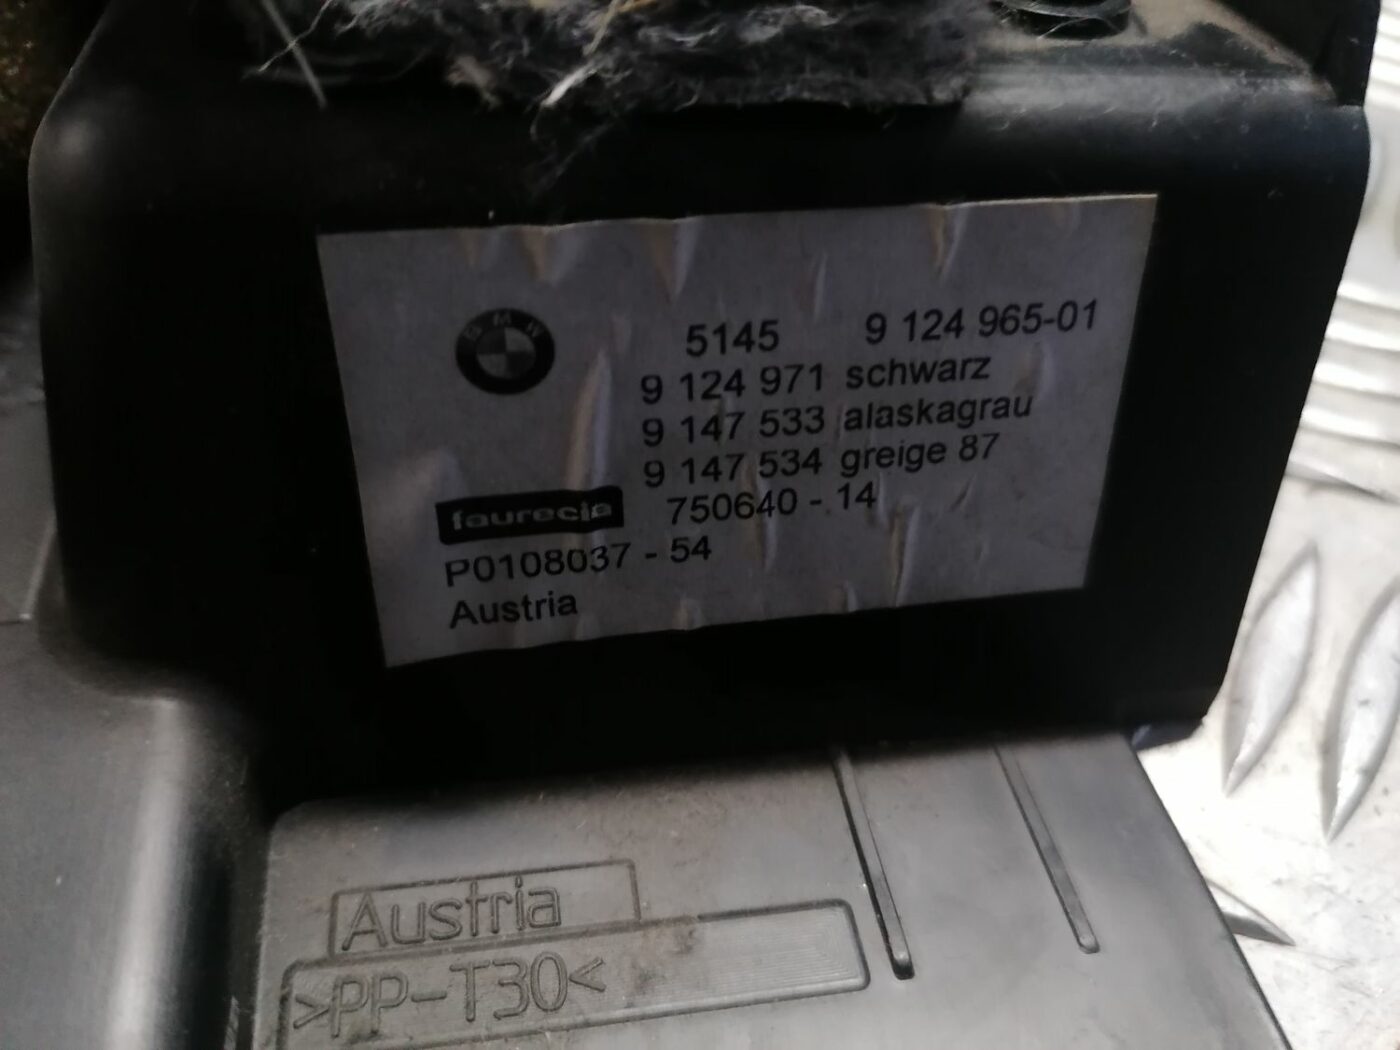 BMW
5145 9 124 965-01
9 124 971 schwarz
9 147 533 alaskagrau
9 147 534 greige 87
faurecia 750640 - 14
P0108037 - 54
Austria
Austria
>PP-T30<